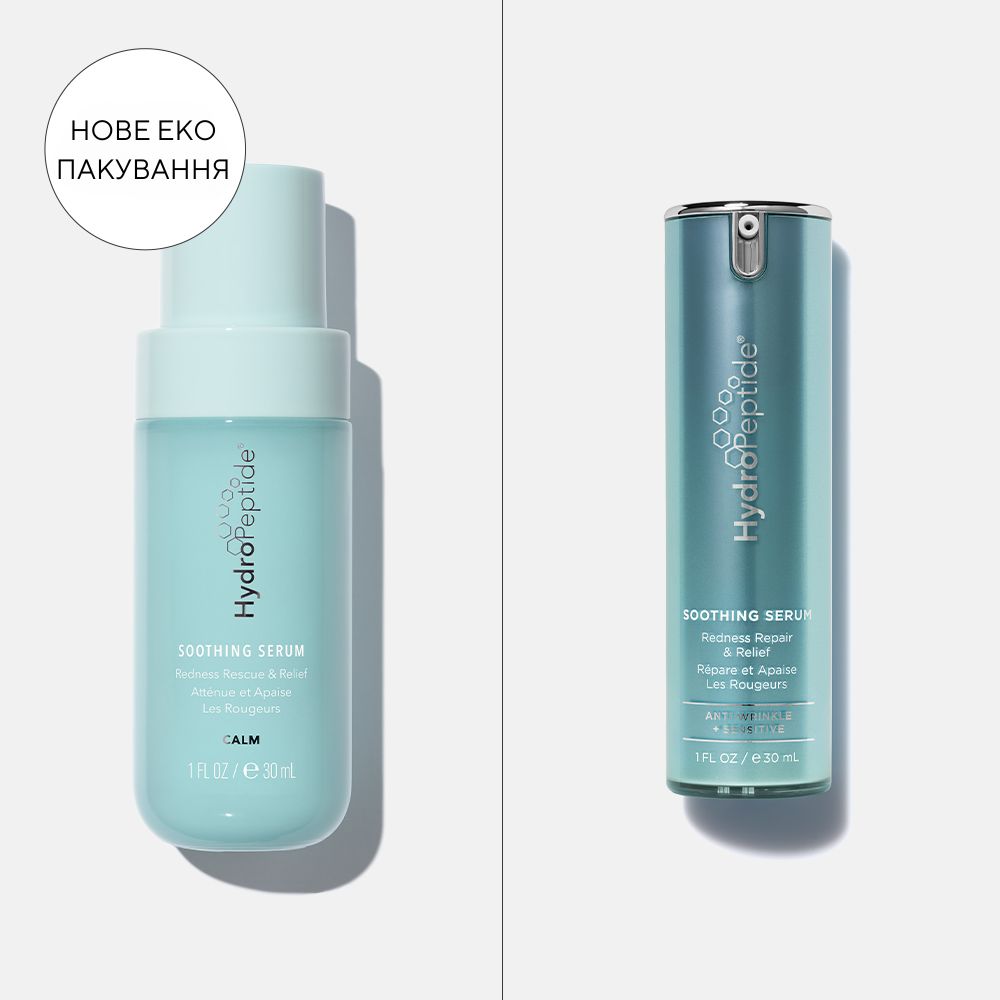 НОВЕ ЕКО
ПАКУВАННЯ
HydroPeptide®
SOOTHING SERUM
Redness Rescue & Relief
Atténue et Apaise
Les Rougeurs
CALM
1 FL OZ / ℮ 30 mL
HydroPeptide®
SOOTHING SERUM
Redness Repair
& Relief
Répare et Apaise
Les Rougeurs
ANTI-WRINKLE
+ SENSITIVE
1 FL OZ / ℮ 30 mL